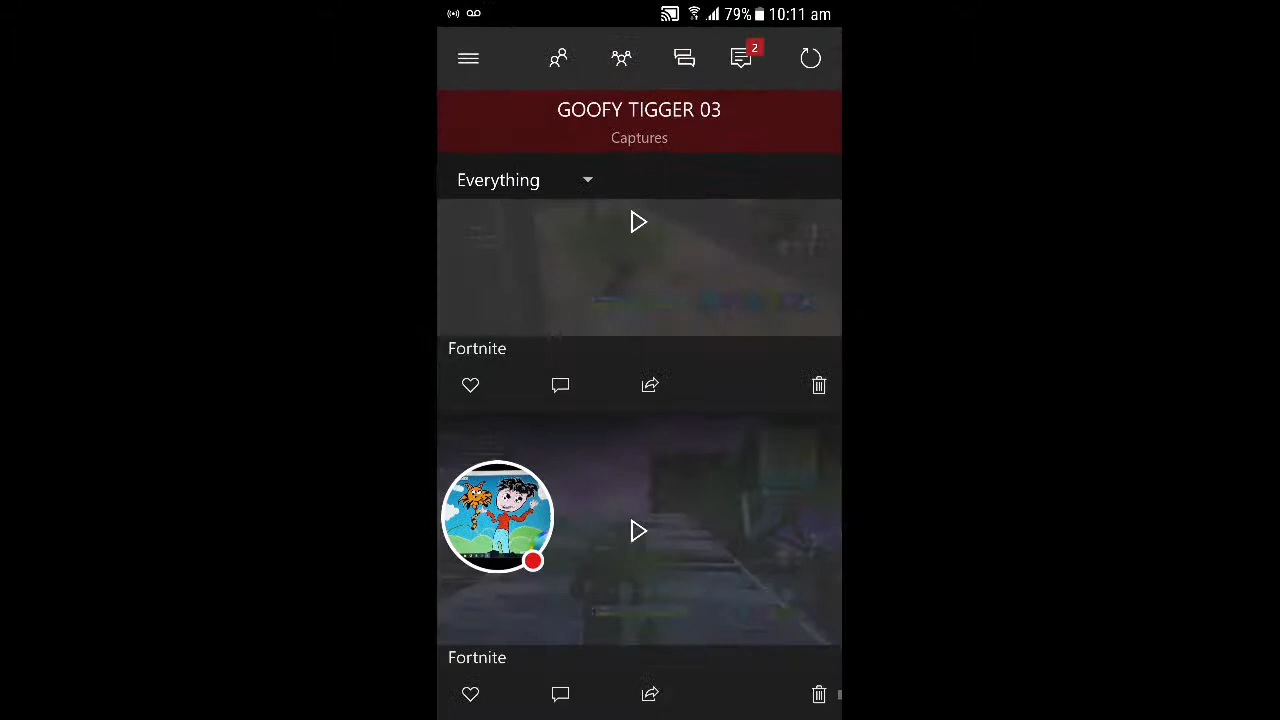 79% 10:11 am
2
GOOFY TIGGER 03
Captures
Everything
Fortnite
Fortnite